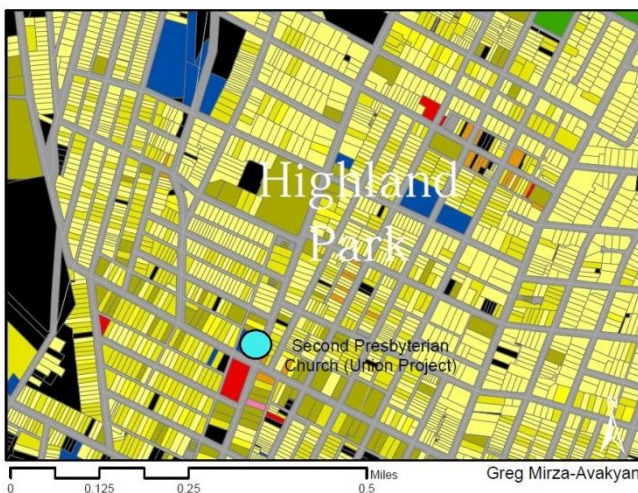 Highland
Park
Second Presbyterian
Church (Union Project)
Miles
Greg Mirza-Avakyan
0 0.125 0.25 0.5